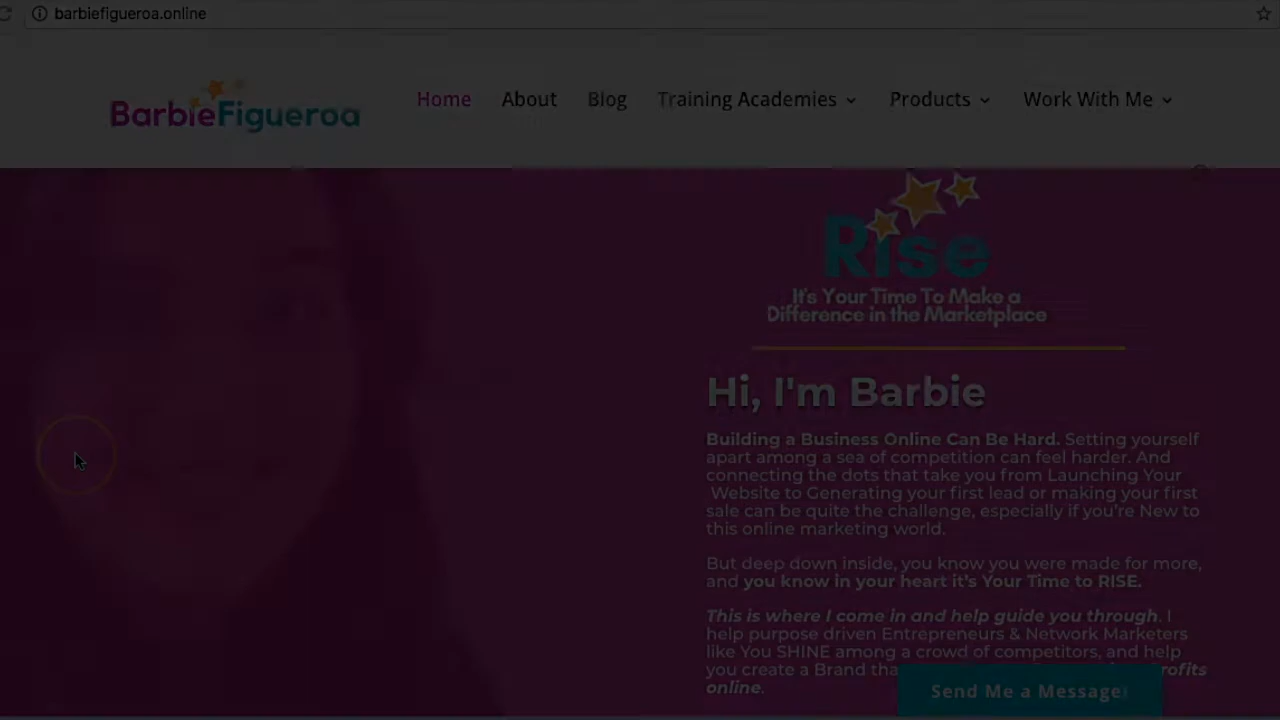 barbiefigueroa.online
BarbieFigueroa
Home About Blog Training Academies Products Work With Me
Rise
It's Your Time To Make a
Difference in the Marketplace
Hi, I'm Barbie
Building a Business Online Can Be Hard. Setting yourself
apart among a sea of competition can feel harder. And
connecting the dots that take you from Launching Your
Website to Generating your first lead or making your first
sale can be quite the challenge, especially if you're New to
this online marketing world.
But deep down inside, you know you were made for more,
and you know in your heart it's Your Time to RISE.
This is where I come in and help guide you through. I
help purpose driven Entrepreneurs & Network Marketers
like You SHINE among a crowd of competitors, and help
you create a Brand
online.
Send Me a Message